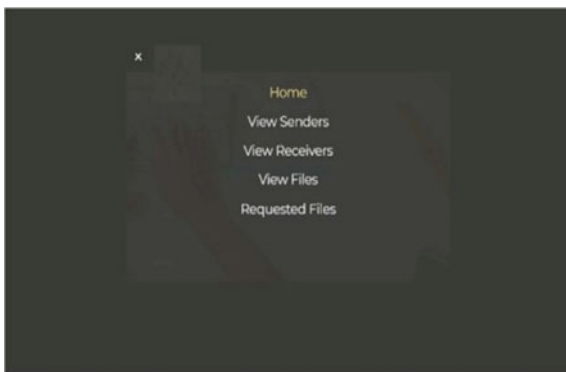 x
Home
View Senders
View Receivers
View Files
Requested Files